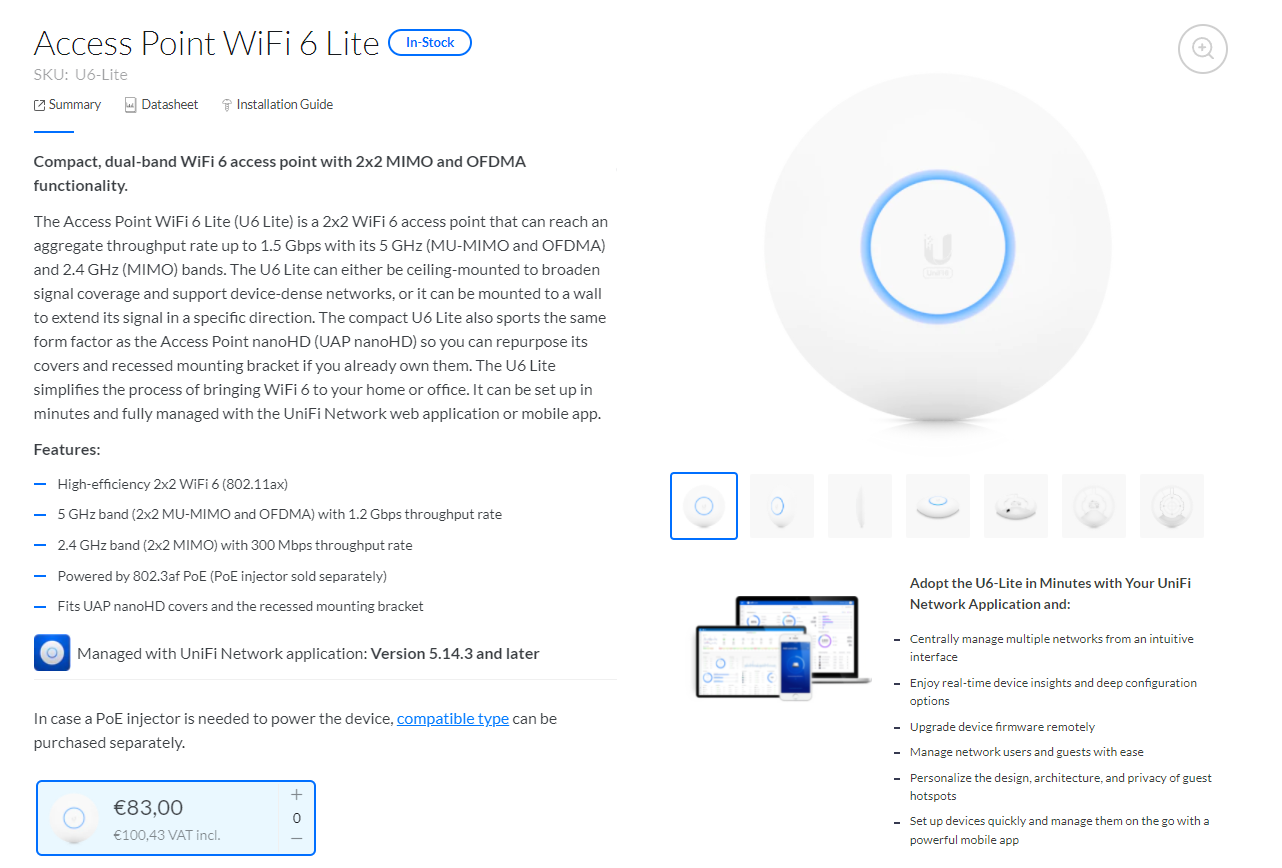 Access Point WiFi 6 Lite In-Stock
SKU: U6-Lite
Summary Datasheet Installation Guide
Compact, dual-band WiFi 6 access point with 2x2 MIMO and OFDMA
functionality.
The Access Point WiFi 6 Lite (U6 Lite) is a 2x2 WiFi 6 access point that can reach an
aggregate throughput rate up to 1.5 Gbps with its 5 GHz (MU-MIMO and OFDMA)
and 2.4 GHz (MIMO) bands. The U6 Lite can either be ceiling-mounted to broaden
signal coverage and support device-dense networks, or it can be mounted to a wall
to extend its signal in a specific direction. The compact U6 Lite also sports the same
form factor as the Access Point nanoHD (UAP nanoHD) so you can repurpose its
covers and recessed mounting bracket if you already own them. The U6 Lite
simplifies the process of bringing WiFi 6 to your home or office. It can be set up in
minutes and fully managed with the UniFi Network web application or mobile app.
Features:
High-efficiency 2x2 WiFi 6 (802.11ax)
5 GHz band (2x2 MU-MIMO and OFDMA) with 1.2 Gbps throughput rate
2.4 GHz band (2x2 MIMO) with 300 Mbps throughput rate
Powered by 802.3af PoE (PoE injector sold separately)
Fits UAP nanoHD covers and the recessed mounting bracket
Managed with UniFi Network application: Version 5.14.3 and later
In case a PoE injector is needed to power the device, compatible type can be
purchased separately.
€83,00
€100,43 VAT incl.
+
0
–
U
UniFi
Adopt the U6-Lite in Minutes with Your UniFi
Network Application and:
– Centrally manage multiple networks from an intuitive
interface
– Enjoy real-time device insights and deep configuration
options
– Upgrade device firmware remotely
– Manage network users and guests with ease
– Personalize the design, architecture, and privacy of guest
hotspots
– Set up devices quickly and manage them on the go with a
powerful mobile app